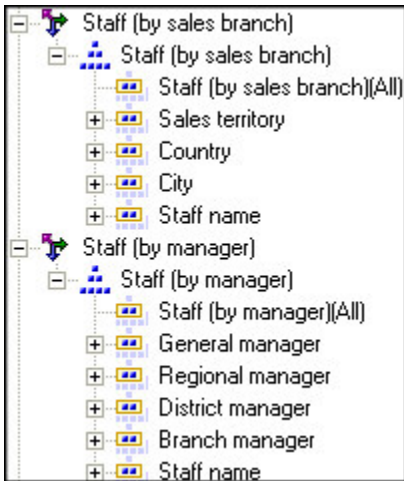 Staff (by sales branch)
Staff (by sales branch)
Staff (by sales branch)(All)
Sales territory
Country
City
Staff name
Staff (by manager)
Staff (by manager)
Staff (by manager)(All)
General manager
Regional manager
District manager
Branch manager
Staff name